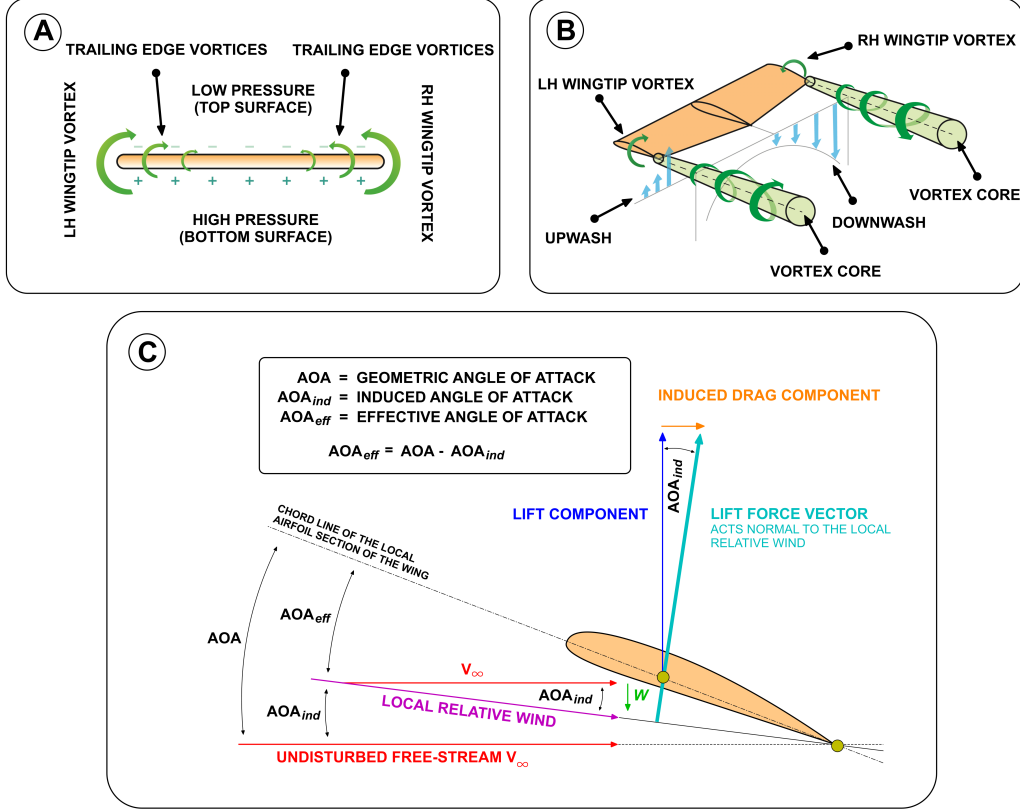 A
TRAILING EDGE VORTICES
TRAILING EDGE VORTICES
LOW PRESSURE
(TOP SURFACE)
LH WINGTIP VORTEX
RH WINGTIP VORTEX
− − − − − −
+ + + + + + +
HIGH PRESSURE
(BOTTOM SURFACE)
B
RH WINGTIP VORTEX
LH WINGTIP VORTEX
VORTEX CORE
DOWNWASH
UPWASH
VORTEX CORE
C
AOA = GEOMETRIC ANGLE OF ATTACK
AOAind = INDUCED ANGLE OF ATTACK
AOAeff = EFFECTIVE ANGLE OF ATTACK
AOAeff = AOA - AOAind
INDUCED DRAG COMPONENT
AOAind
LIFT COMPONENT
LIFT FORCE VECTOR
ACTS NORMAL TO THE LOCAL
RELATIVE WIND
CHORD LINE OF THE LOCAL
AIRFOIL SECTION OF THE WING
AOAeff
AOA
V∞
AOAind
W
AOAind
LOCAL RELATIVE WIND
UNDISTURBED FREE-STREAM V∞